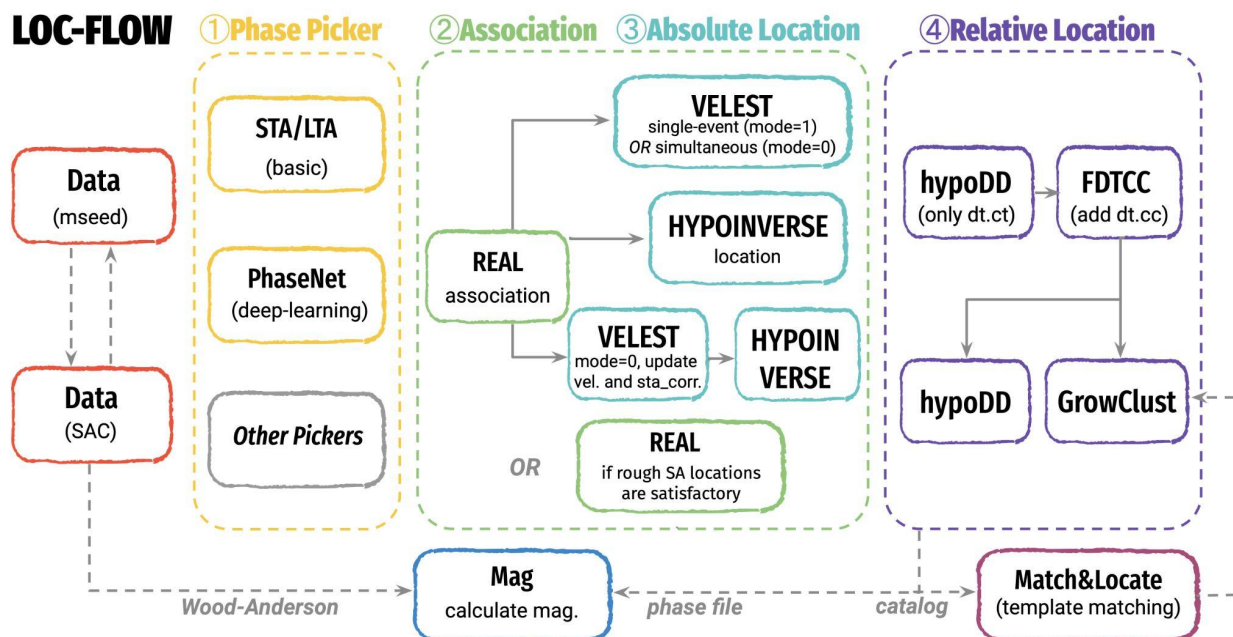 LOC-FLOW
①Phase Picker
②Association
③Absolute Location
④Relative Location
Data
(mseed)
Data
(SAC)
STA/LTA
(basic)
PhaseNet
(deep-learning)
Other Pickers
REAL
association
VELEST
single-event (mode=1)
OR simultaneous (mode=0)
HYPOINVERSE
location
VELEST
mode=0, update
vel. and sta_corr.
HYPOIN
VERSE
OR
REAL
if rough SA locations
are satisfactory
hypoDD
(only dt.ct)
FDTCC
(add dt.cc)
hypoDD
GrowClust
Wood-Anderson
Mag
calculate mag.
phase file
catalog
Match&Locate
(template matching)